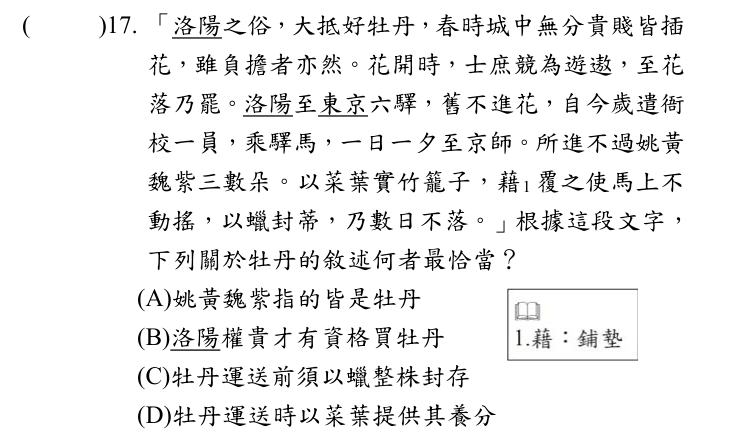 (　　)17. 「洛陽之俗，大抵好牡丹，春時城中無分貴賤皆插
花，雖負擔者亦然。花開時，士庶競為遊遨，至花
落乃罷。洛陽至東京六驛，舊不進花，自今歲遣衙
校一員，乘驛馬，一日一夕至京師。所進不過姚黃
魏紫三數朵。以菜葉實竹籠子，藉1覆之使馬上不
動搖，以蠟封蒂，乃數日不落。」根據這段文字，
下列關於牡丹的敘述何者最恰當？
(A)姚黃魏紫指的皆是牡丹
(B)洛陽權貴才有資格買牡丹
(C)牡丹運送前須以蠟整株封存
(D)牡丹運送時以菜葉提供其養分
1.藉：鋪墊